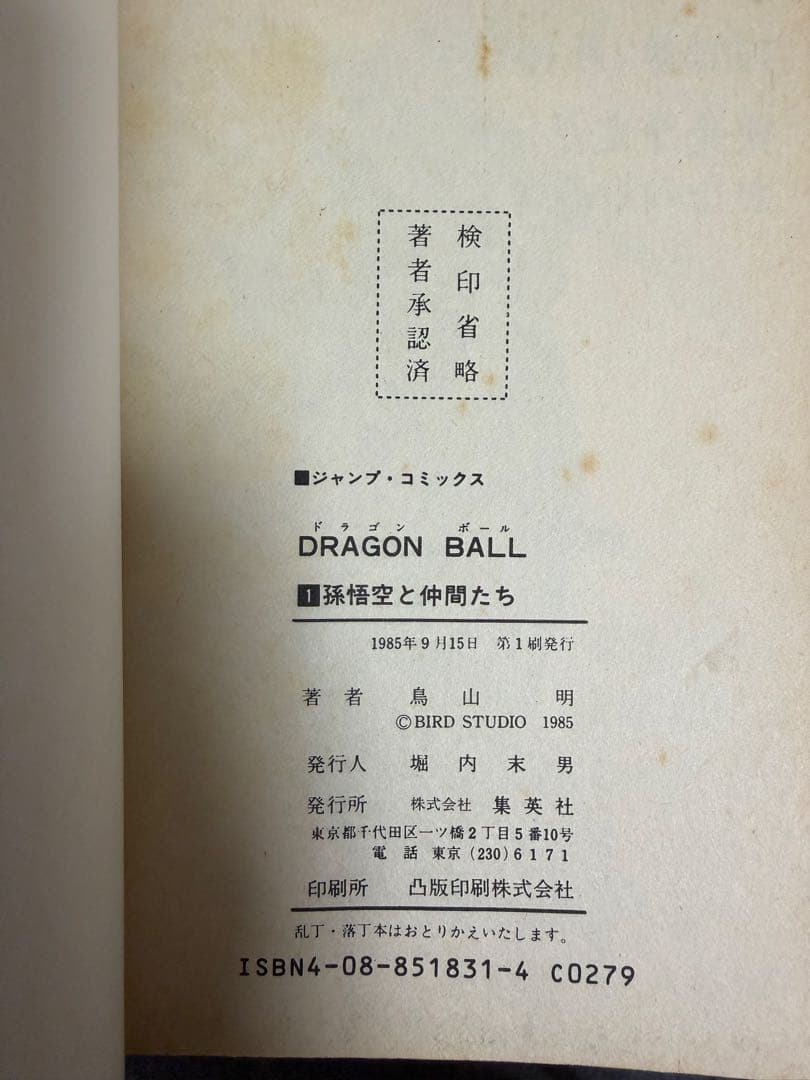 検印省略
著者承認済
■ジャンプ・コミックス
ドラゴン ボール
DRAGON BALL
1孫悟空と仲間たち
1985年9月15日 第1刷発行
著者 鳥山 明
©BIRD STUDIO 1985
発行人 堀内末男
発行所 株式会社 集英社
東京都千代田区一ツ橋2丁目5番10号
電話 東京(230)6171
印刷所 凸版印刷株式会社
乱丁・落丁本はおとりかえいたします。
ISBN4-08-851831-4 C0279